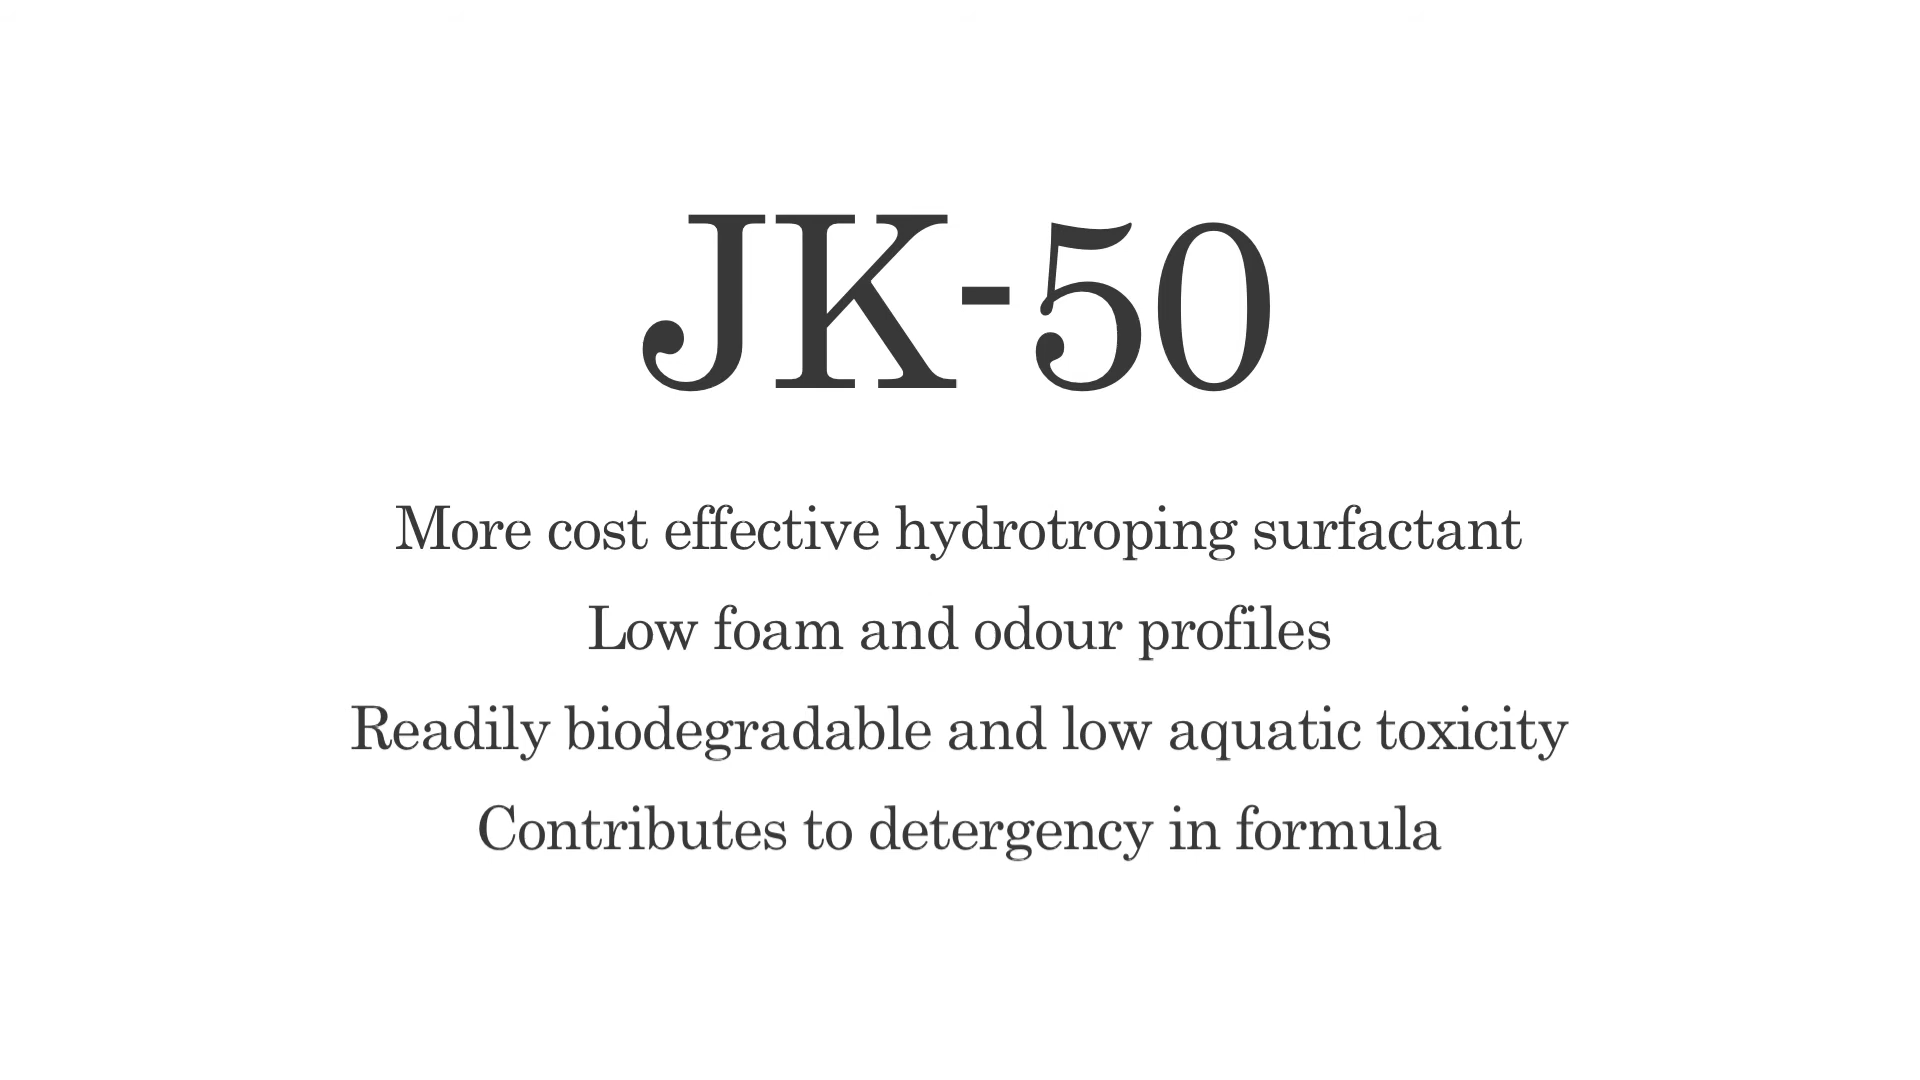 JK-50
More cost effective hydrotroping surfactant
Low foam and odour profiles
Readily biodegradable and low aquatic toxicity
Contributes to detergency in formula